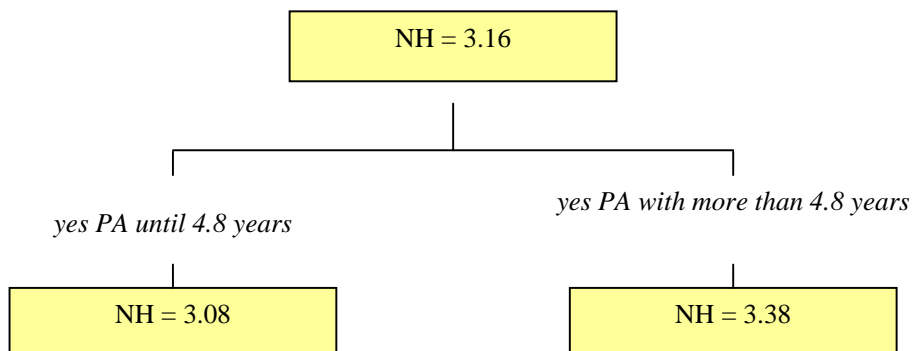 NH = 3.16
yes PA until 4.8 years
yes PA with more than 4.8 years
NH = 3.08
NH = 3.38